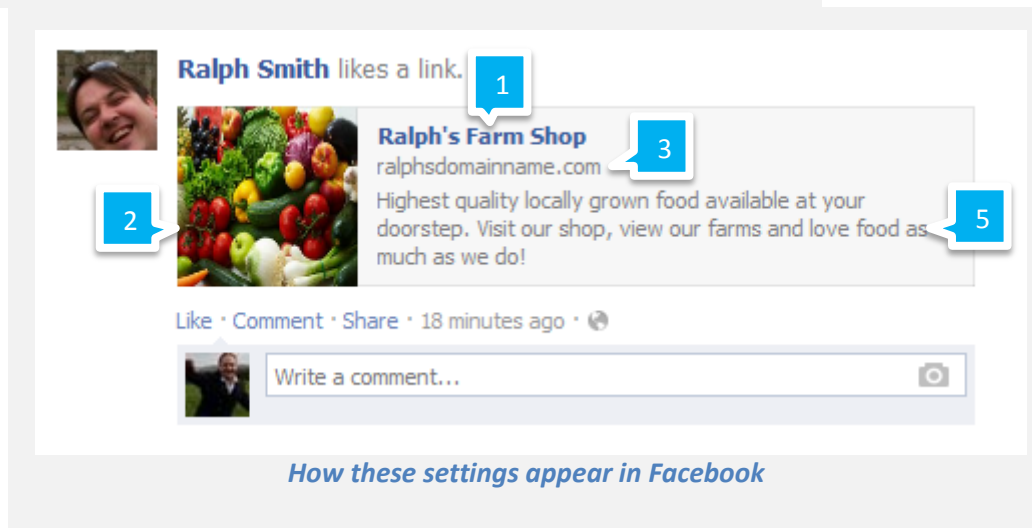 Ralph Smith likes a link.
1
Ralph's Farm Shop
ralphsdomainname.com
3
Highest quality locally grown food available at your
doorstep. Visit our shop, view our farms and love food as
much as we do!
2
5
Like · Comment · Share · 18 minutes ago ·
Write a comment...
How these settings appear in Facebook